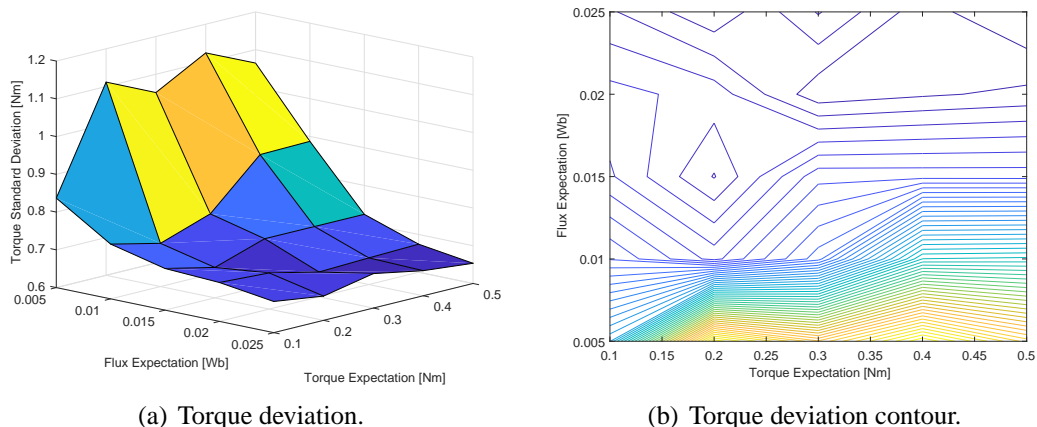 1.2
1.1
1
0.9
0.8
0.7
0.6
Torque Standard Deviation [Nm]
0.005
0.01
0.015
0.02
0.025
Flux Expectation [Wb]
0.1
0.2
0.3
0.4
0.5
Torque Expectation [Nm]
(a) Torque deviation.
0.025
0.02
0.015
0.01
0.005
Flux Expectation [Wb]
0.1 0.15 0.2 0.25 0.3 0.35 0.4 0.45 0.5
Torque Expectation [Nm]
(b) Torque deviation contour.